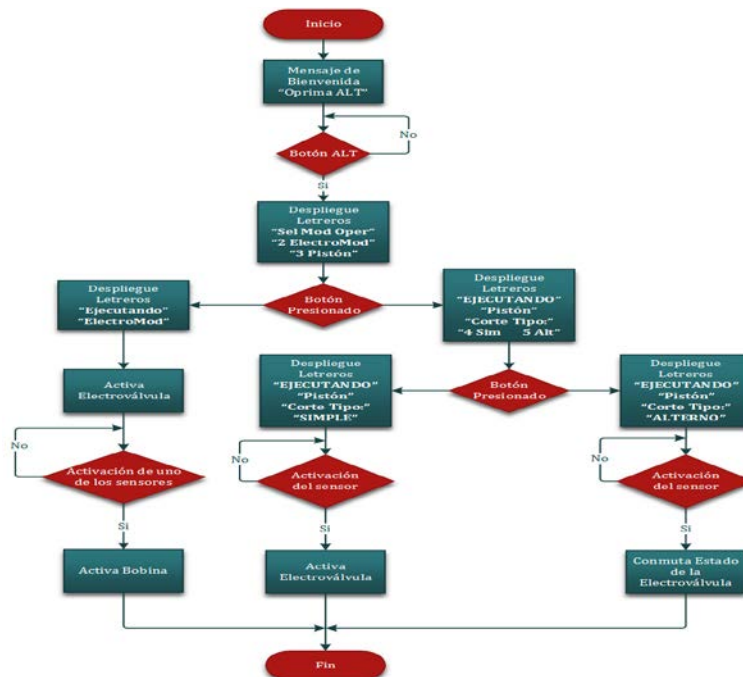 Inicio
Mensaje de
Bienvenida
“Oprima ALT”
No
Botón ALT
Si
Despliegue
Letreros
“Sel Mod Oper”
“2 ElectroMod”
“3 Pistón”
Botón
Presionado
Despliegue
Letreros
“Ejecutando”
“ElectroMod”
Despliegue
Letreros
“EJECUTANDO”
“Pistón”
“Corte Tipo:”
“4 Sim 5 Alt”
Activa
Electroválvula
Despliegue
Letreros
“EJECUTANDO”
“Pistón”
“Corte Tipo:”
“SIMPLE”
Botón
Presionado
Despliegue
Letreros
“EJECUTANDO”
“Pistón”
“Corte Tipo:”
“ALTERNO”
No
Activación de uno
de los sensores
No
Activación
del sensor
No
Activación
del sensor
Si
Si
Si
Activa Bobina
Activa
Electroválvula
Conmuta Estado
de la
Electroválvula
Fin